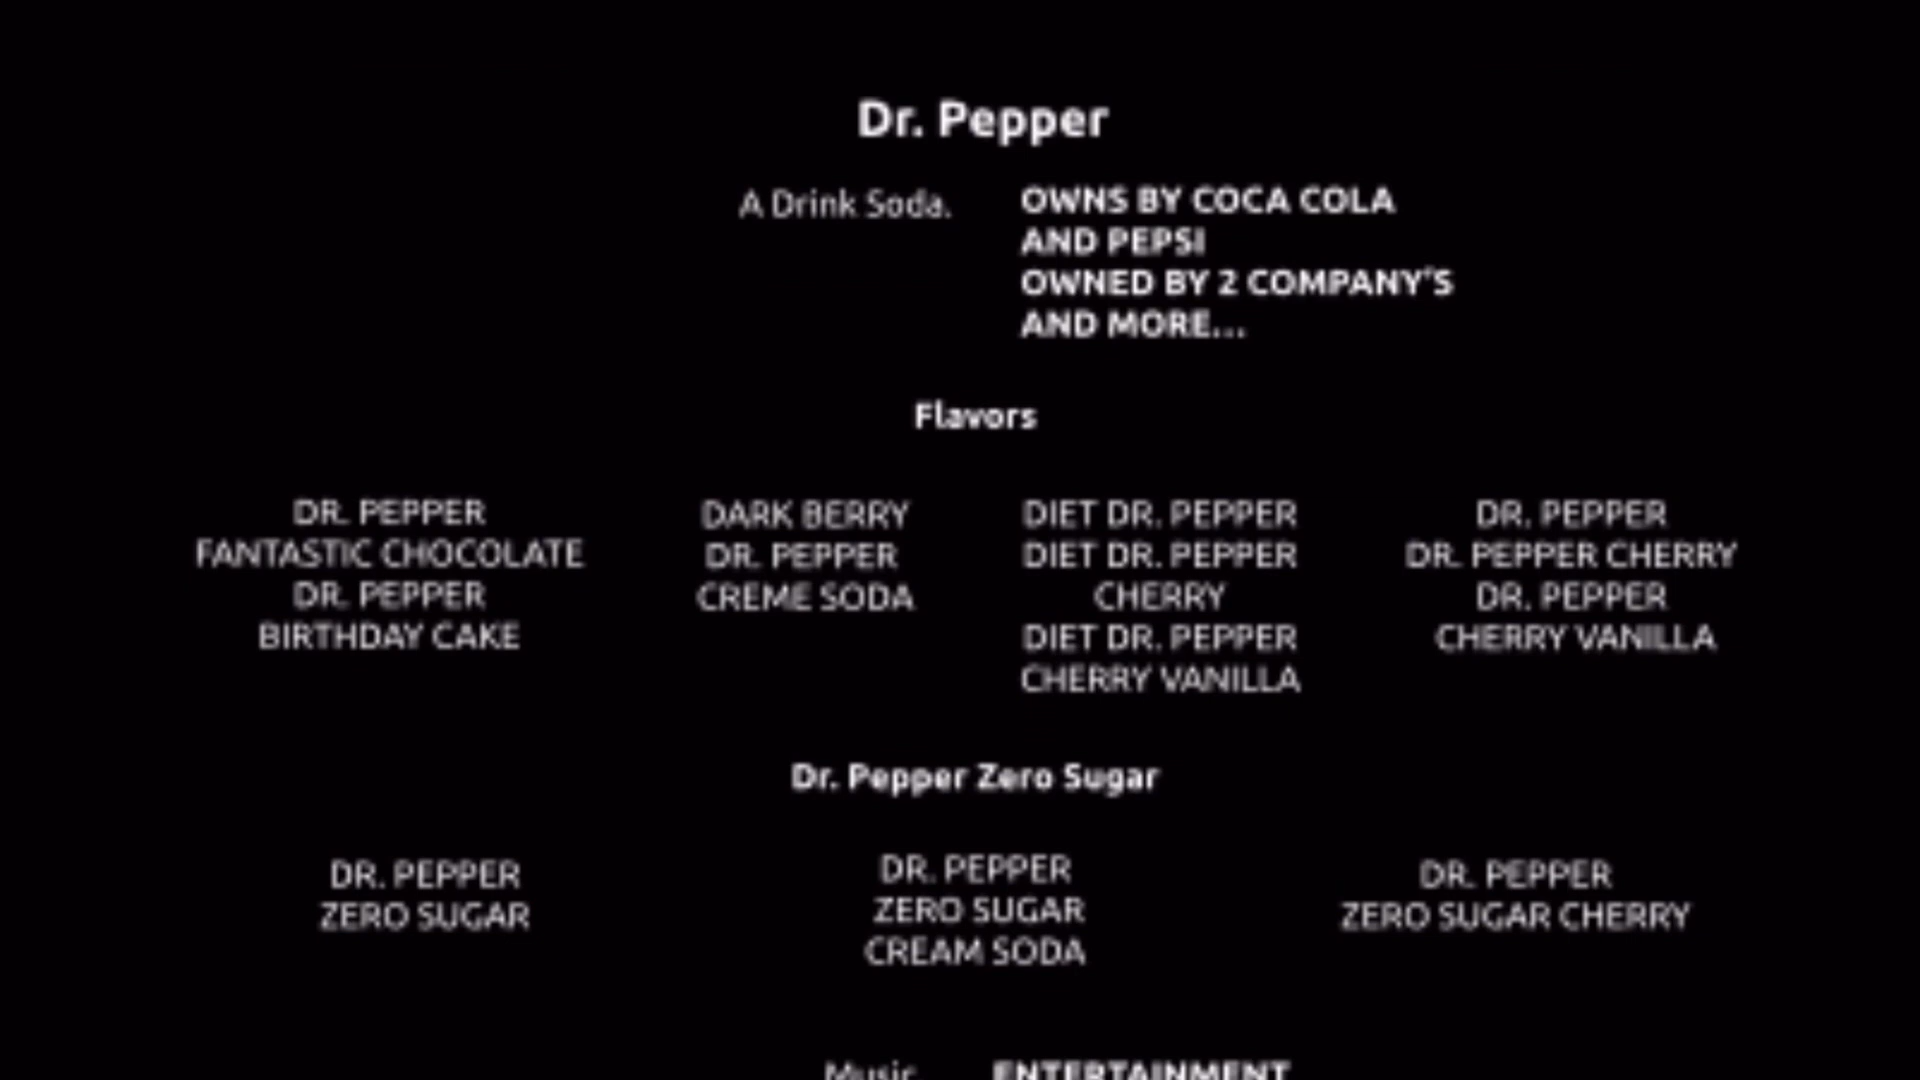 Dr. Pepper
A Drink Soda.
OWNS BY COCA COLA
AND PEPSI
OWNED BY 2 COMPANY'S
AND MORE...
Flavors
DR. PEPPER
FANTASTIC CHOCOLATE
DR. PEPPER
BIRTHDAY CAKE
DARK BERRY
DR. PEPPER
CREME SODA
DIET DR. PEPPER
DIET DR. PEPPER
CHERRY
DIET DR. PEPPER
CHERRY VANILLA
DR. PEPPER
DR. PEPPER CHERRY
DR. PEPPER
CHERRY VANILLA
Dr. Pepper Zero Sugar
DR. PEPPER
ZERO SUGAR
DR. PEPPER
ZERO SUGAR
CREAM SODA
DR. PEPPER
ZERO SUGAR CHERRY
Music
ENTERTAINMENT